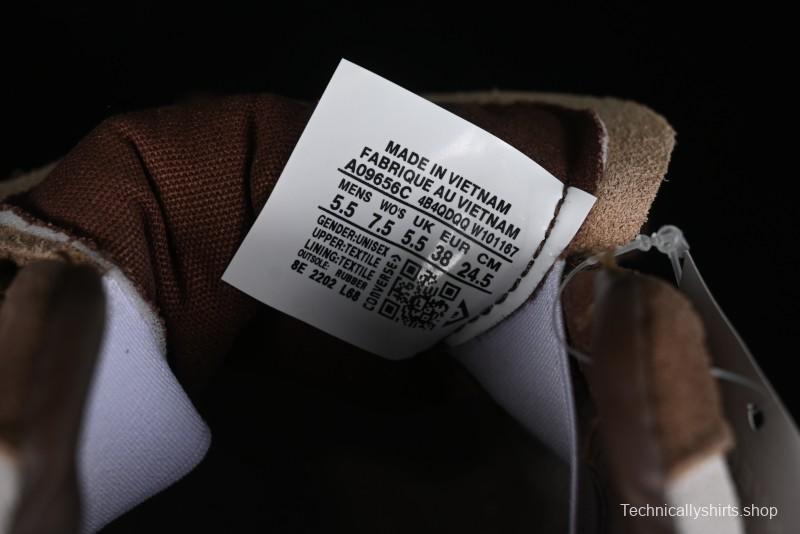 MADE IN VIETNAM
FABRIQUE AU VIETNAM
A09656C 4B4QDQQ W101167
MENS WO'S UK EUR CM
5.5 7.5 5.5 38 24.5
GENDER:UNISEX
UPPER:TEXTILE
LINING:TEXTILE
OUTSOLE: RUBBER
8E 2202 L68
CONVERSE
Technicallyshirts.shop